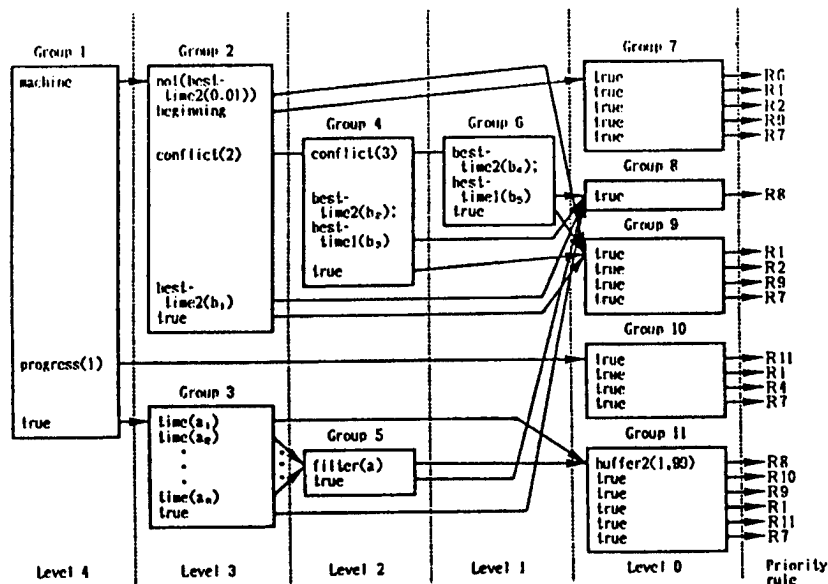 Group 1
machine
progress(1)
true
Level 4
Group 2
not(best-
time2(0.01))
beginning
conflict(2)
best-
time2(b₁)
true
Group 3
time(a₁)
time(a₂)
time(aₙ)
true
Level 3
Group 4
conflict(3)
best-
time2(b₂);
best-
time1(b₃)
true
Group 5
filter(a)
true
Level 2
Group 6
best-
time2(b₄);
best-
time1(b₅)
true
Level 1
Group 7
true
true
true
true
true
Group 8
true
Group 9
true
true
true
true
Group 10
true
true
true
true
Group 11
buffer2(1,90)
true
true
true
true
true
Level 0
R6
R1
R2
R9
R7
R8
R1
R2
R9
R7
R11
R1
R4
R7
R8
R10
R9
R1
R11
R7
Priority
rule